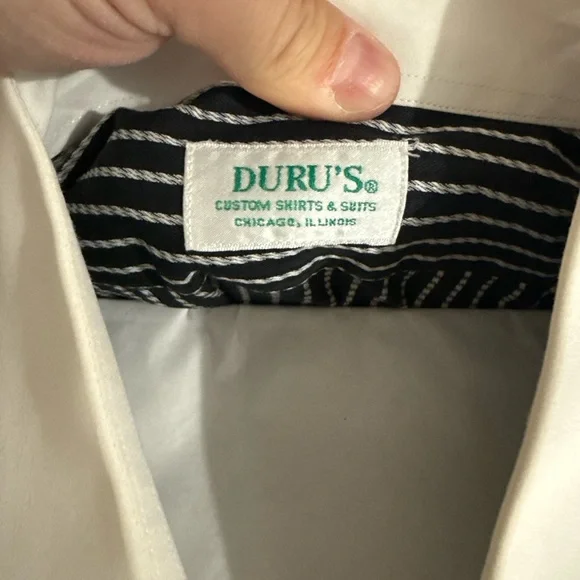 DURU'S®
CUSTOM SHIRTS & SUITS
CHICAGO, ILLINOIS